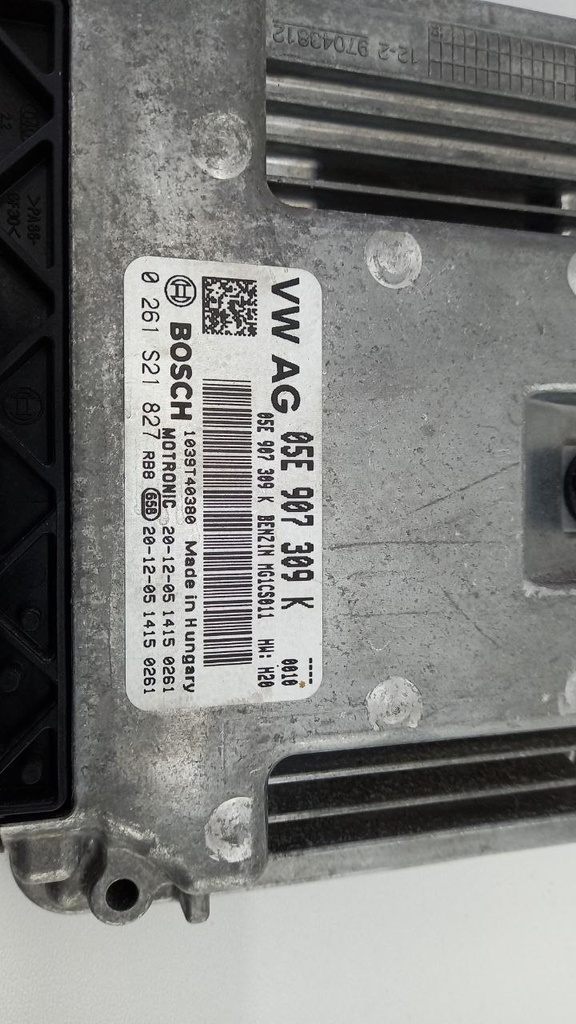 VW AG 05E 907 309 K ----
0010*
05E 907 309 K BENZIN MG1CS011 HW: H20
BOSCH 1039T40380 Made in Hungary
MOTRONIC 20-12-05 1415 0261
0 261 S21 827 RB8 65B 20-12-05 1415 0261
12-2 97043812
>PA66-
GF30<